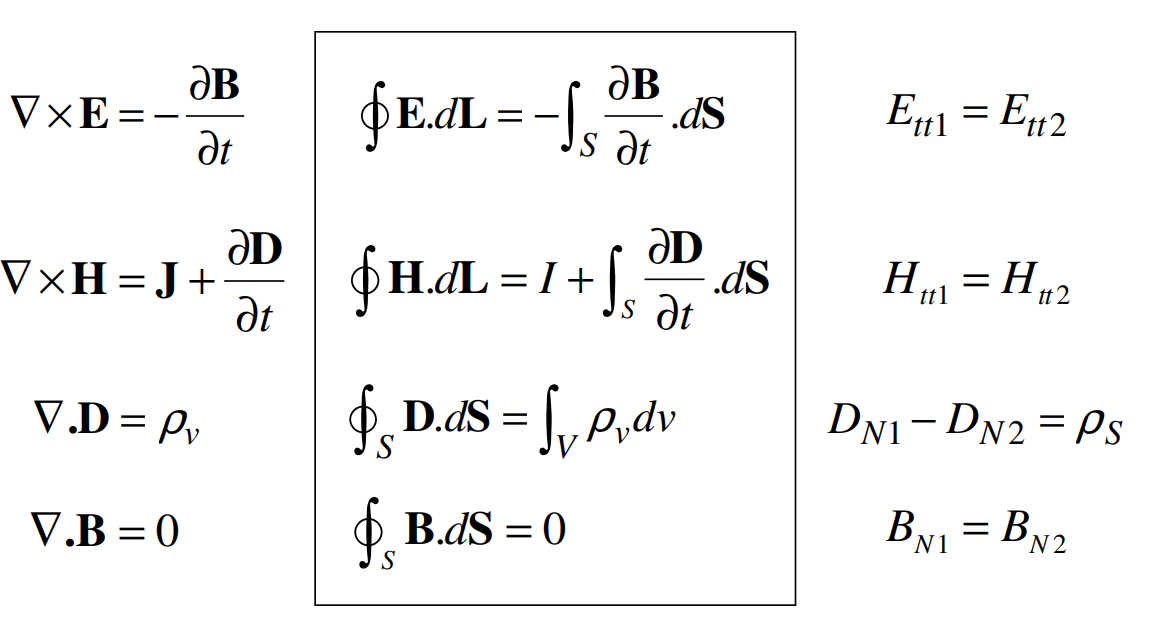 ∇×𝐄 = −∂𝐁/∂t    ∮𝐄.d𝐋 = −∫_S ∂𝐁/∂t .d𝐒    E_tt1 = E_tt2
∇×𝐇 = 𝐉 + ∂𝐃/∂t    ∮𝐇.d𝐋 = I + ∫_S ∂𝐃/∂t .d𝐒    H_tt1 = H_tt2
∇.𝐃 = ρ_v    ∮_S 𝐃.d𝐒 = ∫_V ρ_v dv    D_N1 − D_N2 = ρ_S
∇.𝐁 = 0    ∮_S 𝐁.d𝐒 = 0    B_N1 = B_N2